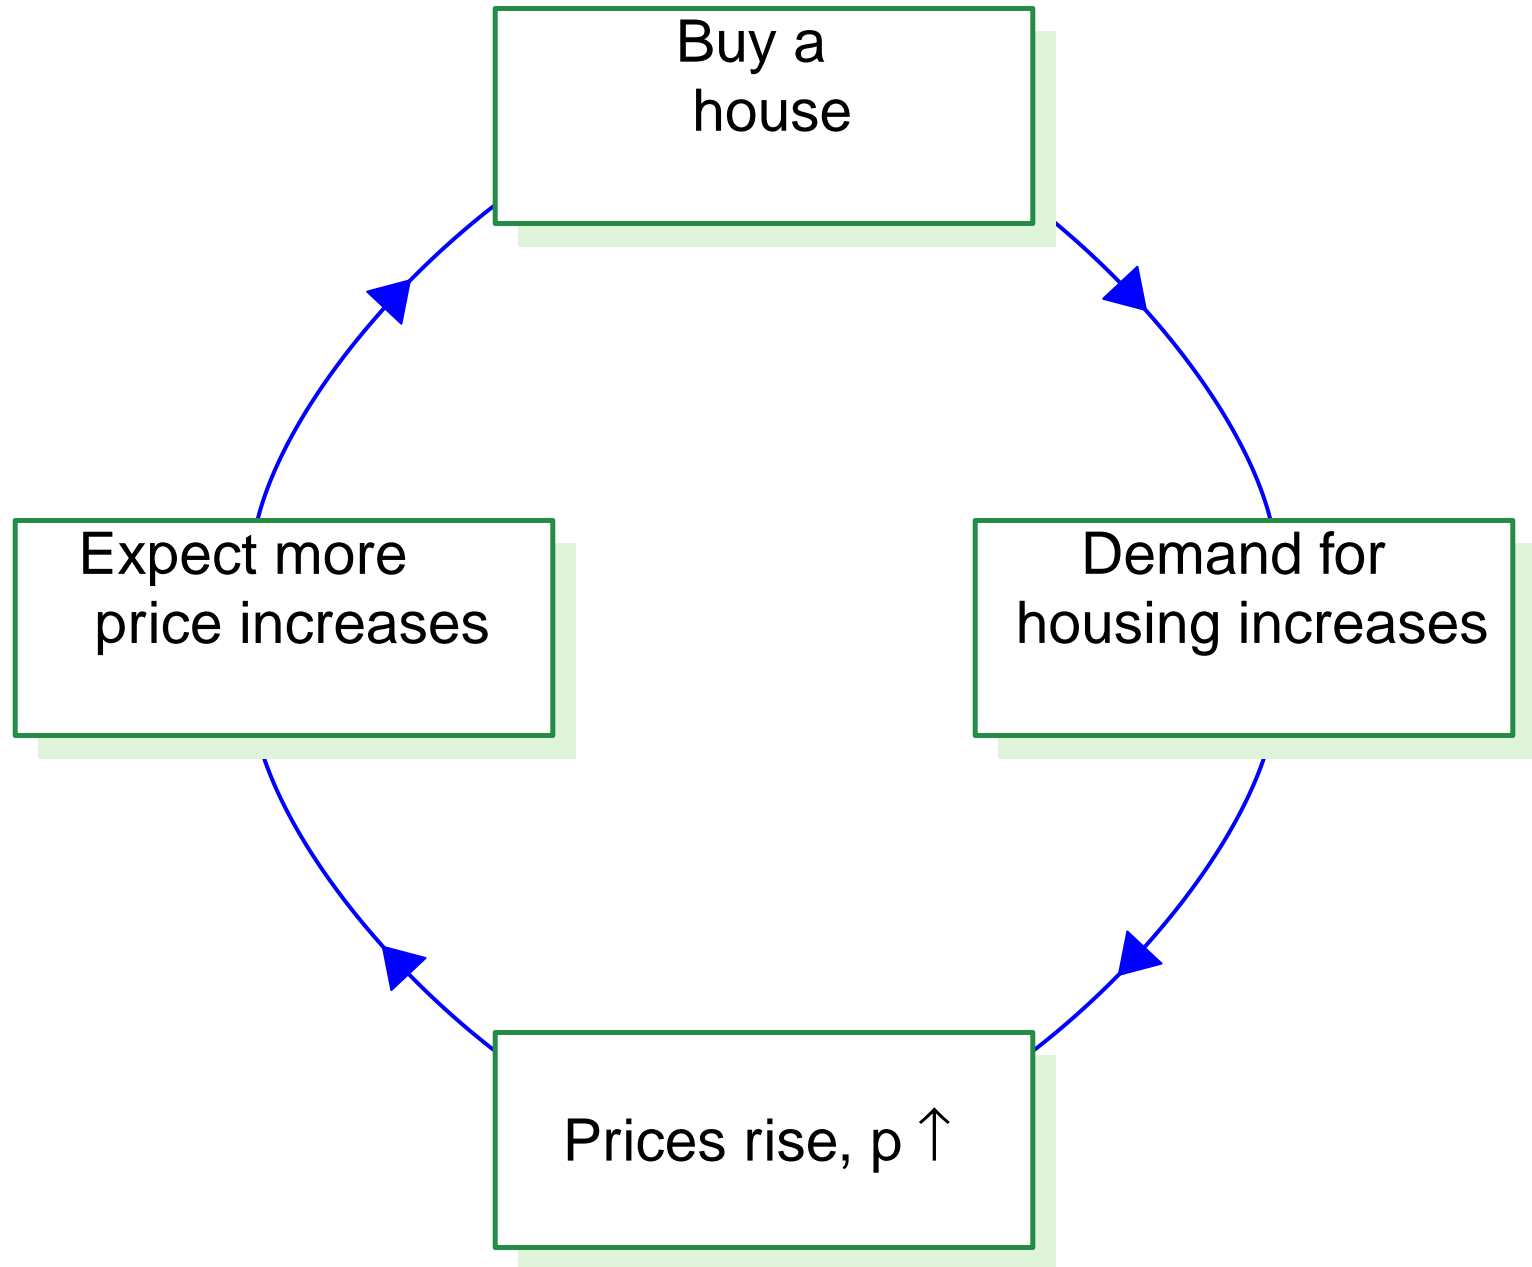 Buy a
house
Expect more
price increases
Demand for
housing increases
Prices rise, p ↑